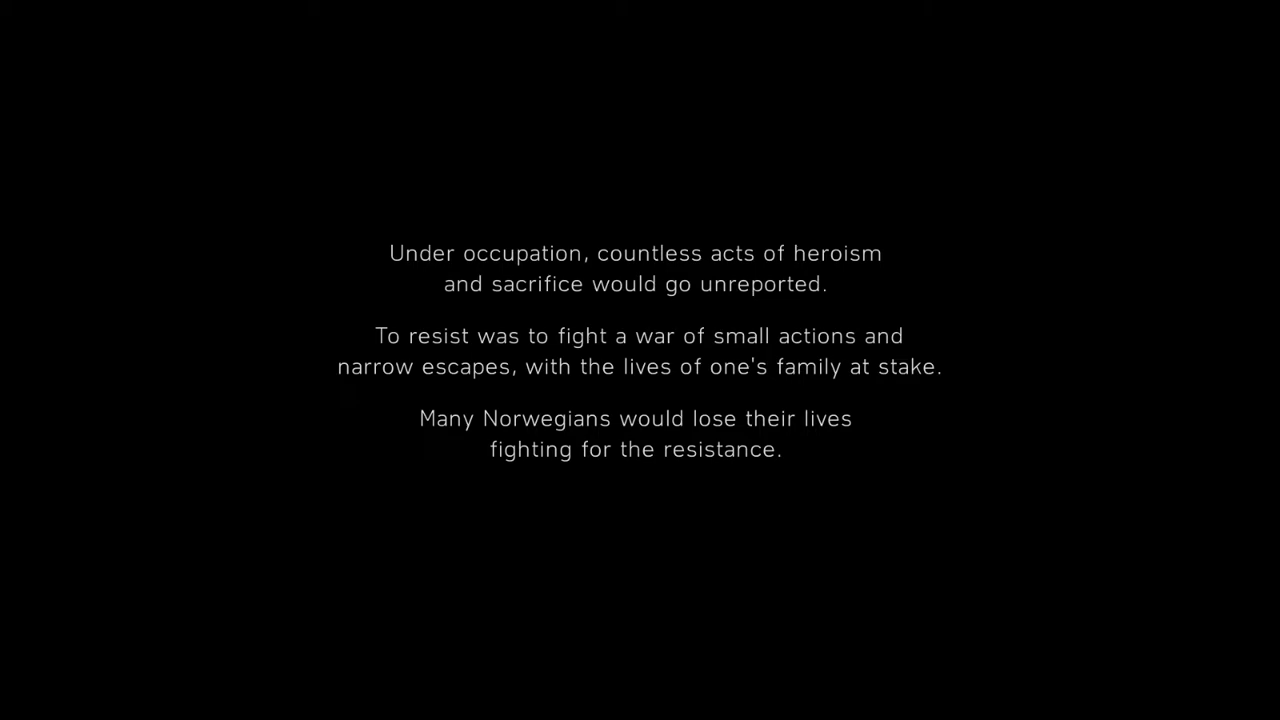 Under occupation, countless acts of heroism
and sacrifice would go unreported.
To resist was to fight a war of small actions and
narrow escapes, with the lives of one's family at stake.
Many Norwegians would lose their lives
fighting for the resistance.